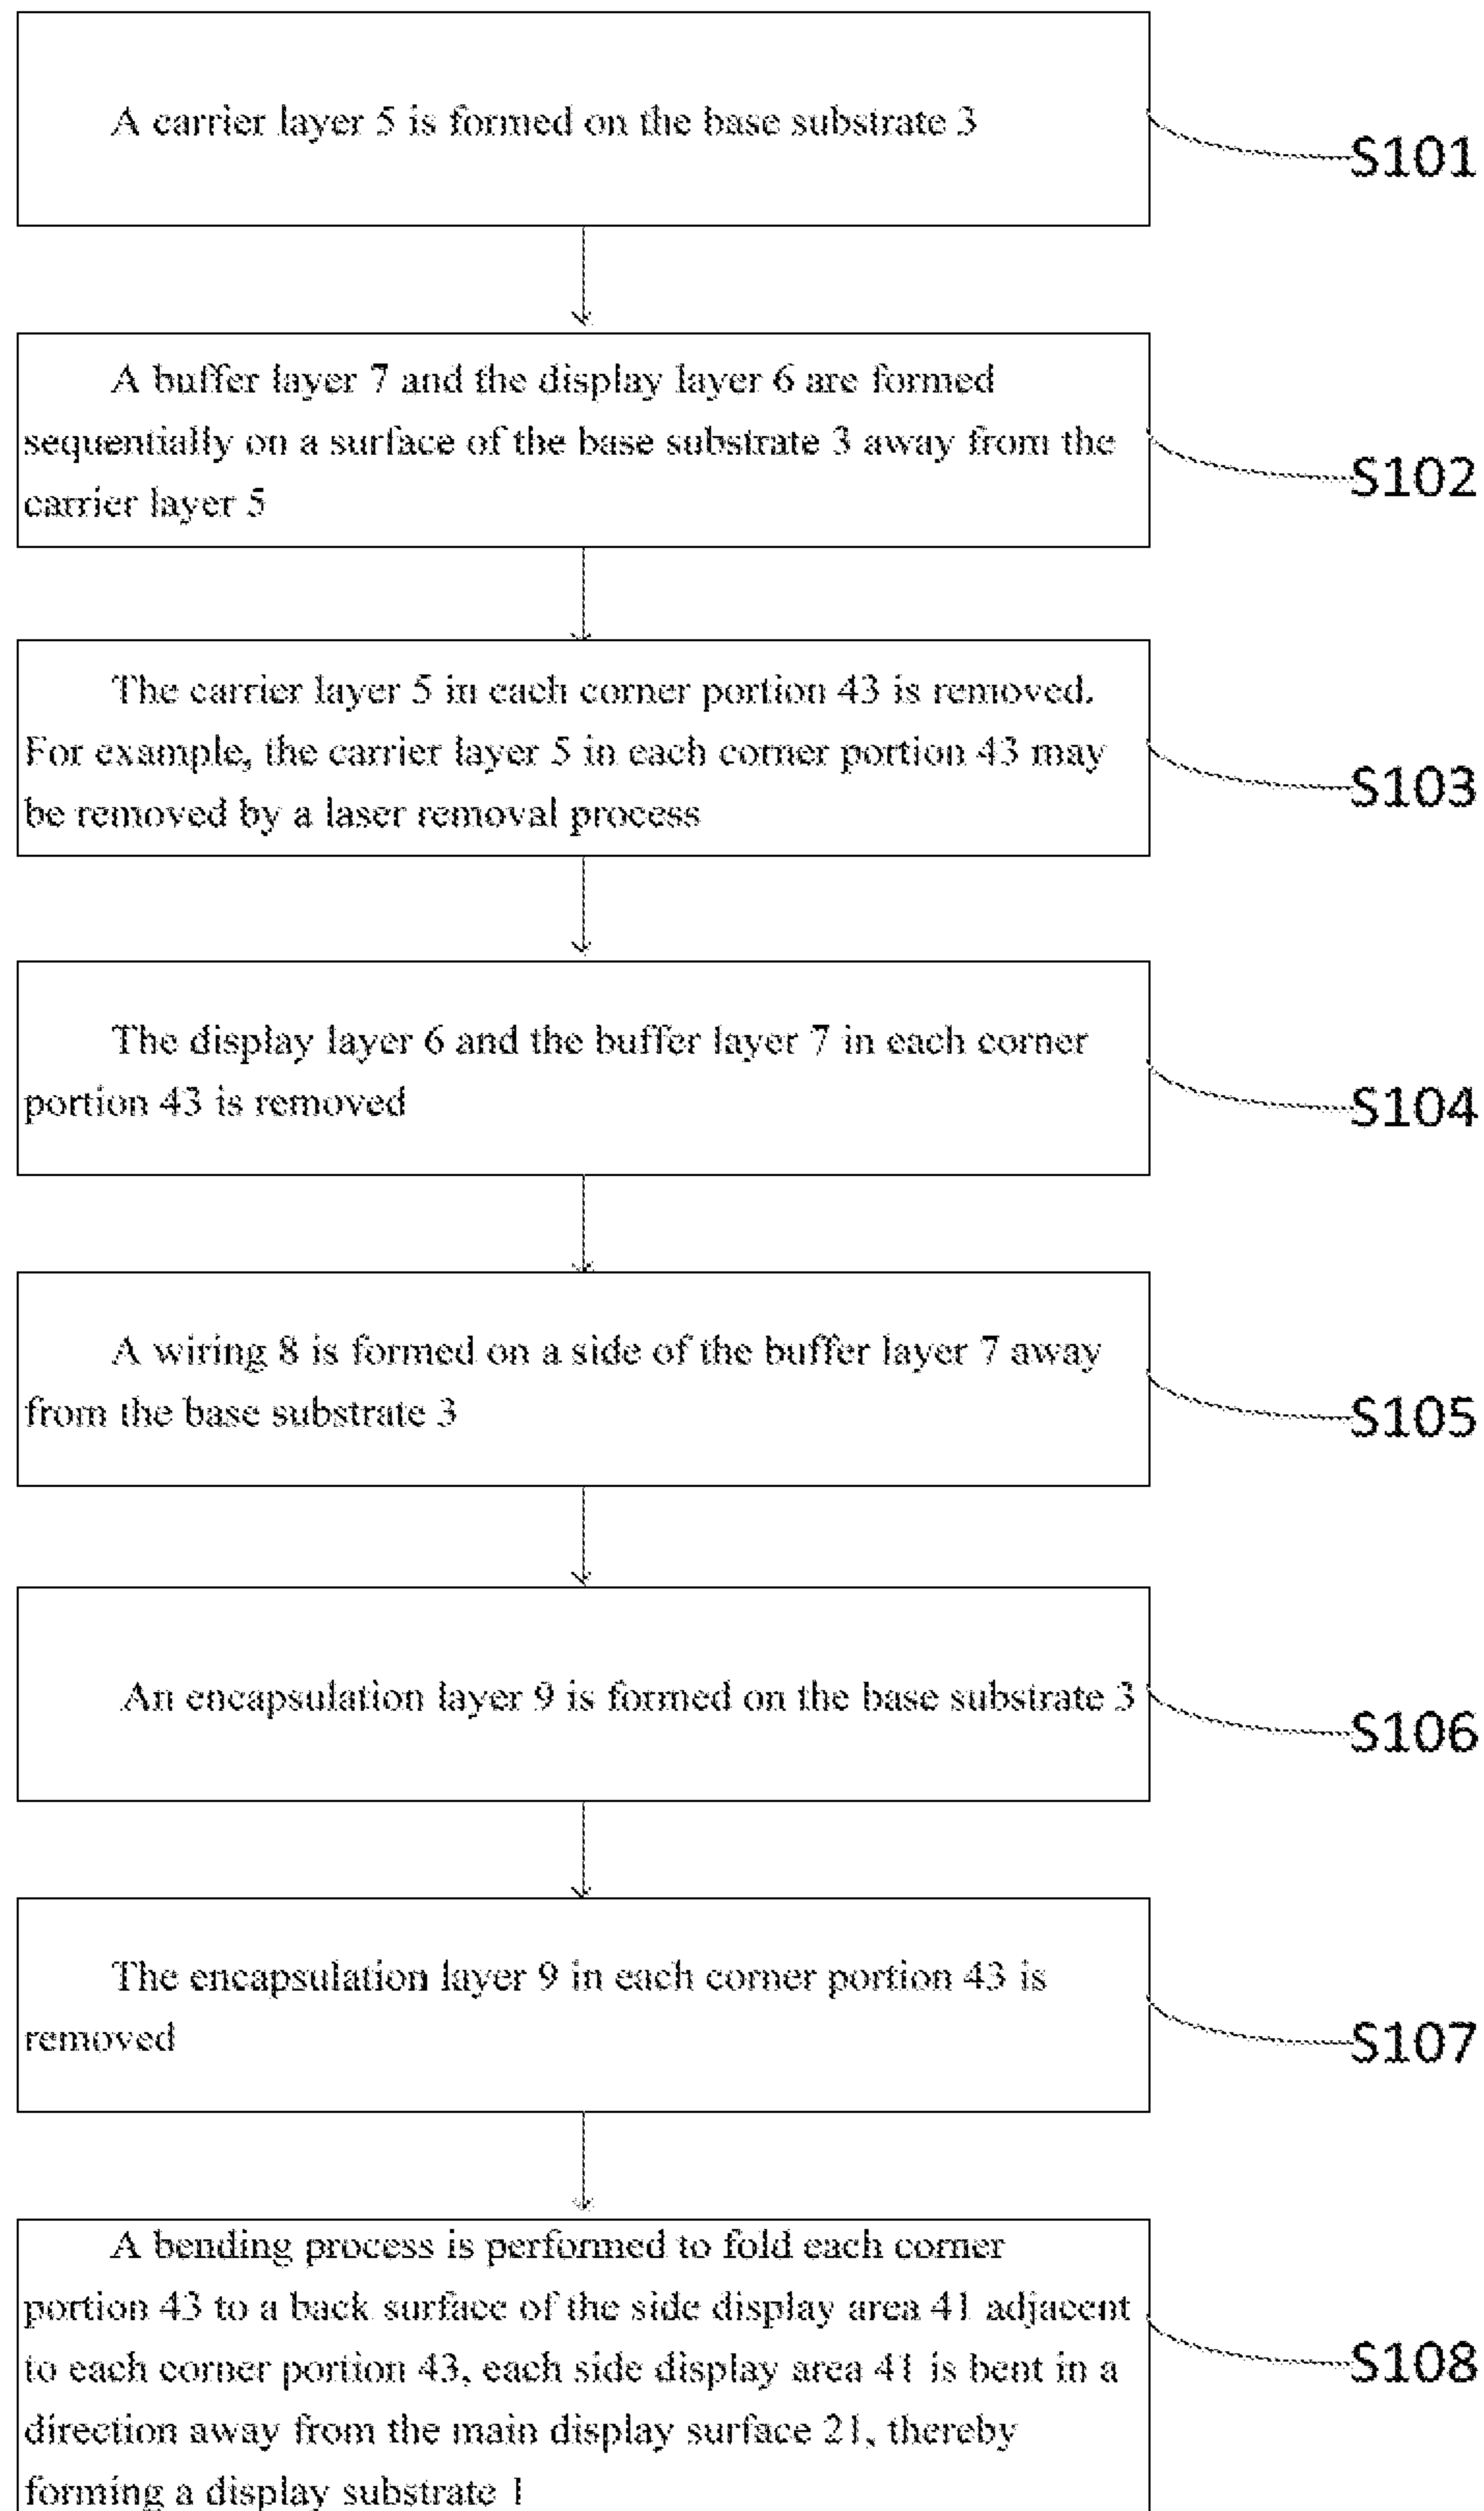 A carrier layer 5 is formed on the base substrate 3
S101
A buffer layer 7 and the display layer 6 are formed
sequentially on a surface of the base substrate 3 away from the
carrier layer 5
S102
The carrier layer 5 in each corner portion 43 is removed.
For example, the carrier layer 5 in each corner portion 43 may
be removed by a laser removal process
S103
The display layer 6 and the buffer layer 7 in each corner
portion 43 is removed
S104
A wiring 8 is formed on a side of the buffer layer 7 away
from the base substrate 3
S105
An encapsulation layer 9 is formed on the base substrate 3
S106
The encapsulation layer 9 in each corner portion 43 is
removed
S107
A bending process is performed to fold each corner
portion 43 to a back surface of the side display area 41 adjacent
to each corner portion 43, each side display area 41 is bent in a
direction away from the main display surface 21, thereby
forming a display substrate 1
S108